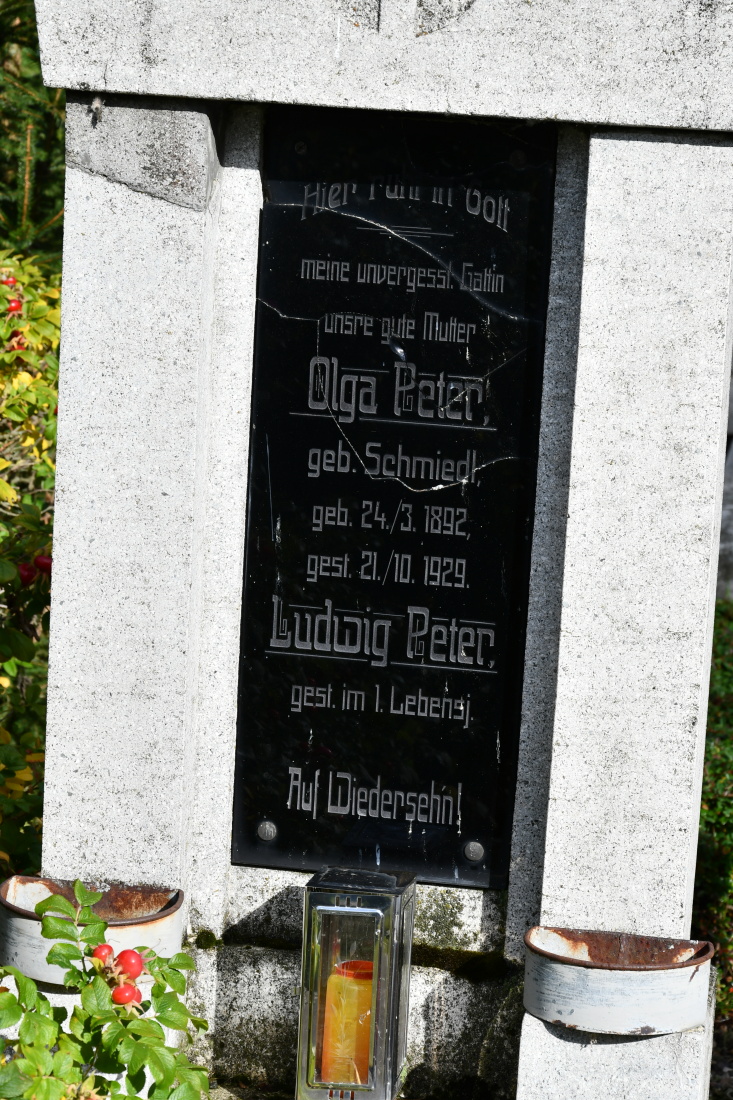 Hier ruht in Gott
meine unvergessl. Gattin
unsre gute Mutter
Olga Peter,
geb. Schmiedl,
geb. 24./3. 1892,
gest. 21./10. 1929.
Ludwig Peter,
gest. im 1. Lebensj.
Auf Wiedersehn!